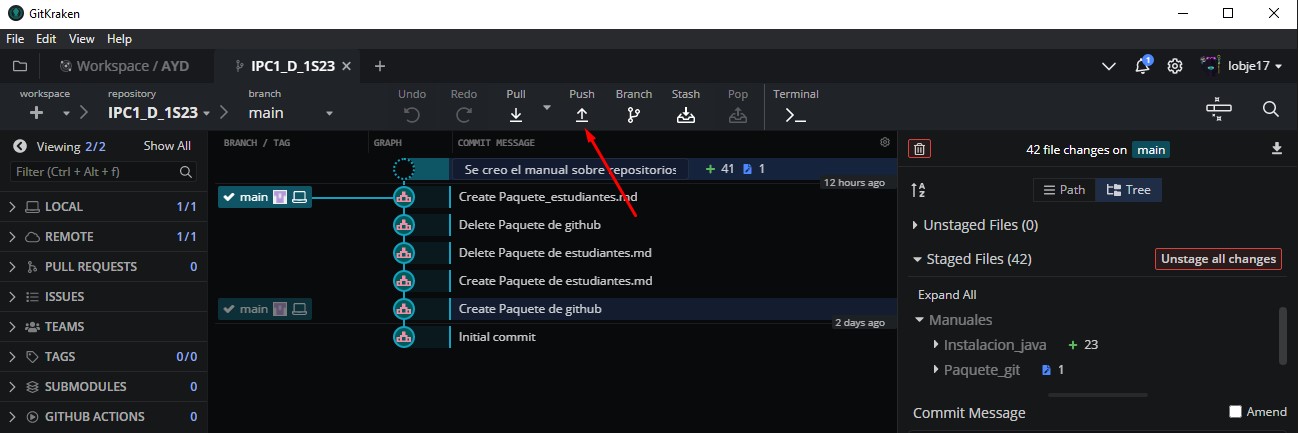 GitKraken
File Edit View Help
Workspace / AYD
IPC1_D_1S23
1
lobje17
workspace
repository
IPC1_D_1S23
branch
main
Undo Redo Pull Push Branch Stash Pop Terminal
Viewing 2/2 Show All
Filter (Ctrl + Alt + f)
LOCAL 1/1
REMOTE 1/1
PULL REQUESTS 0
ISSUES
TEAMS
TAGS 0/0
SUBMODULES 0
GITHUB ACTIONS 0
BRANCH / TAG GRAPH COMMIT MESSAGE
Se creo el manual sobre repositorios + 41 1
12 hours ago
main Create Paquete_estudiantes.md
Delete Paquete de github
Delete Paquete de estudiantes.md
Create Paquete de estudiantes.md
main Create Paquete de github
2 days ago
Initial commit
42 file changes on main
Path Tree
Unstaged Files (0)
Staged Files (42) Unstage all changes
Expand All
Manuales
Instalacion_java + 23
Paquete_git 1
Commit Message Amend